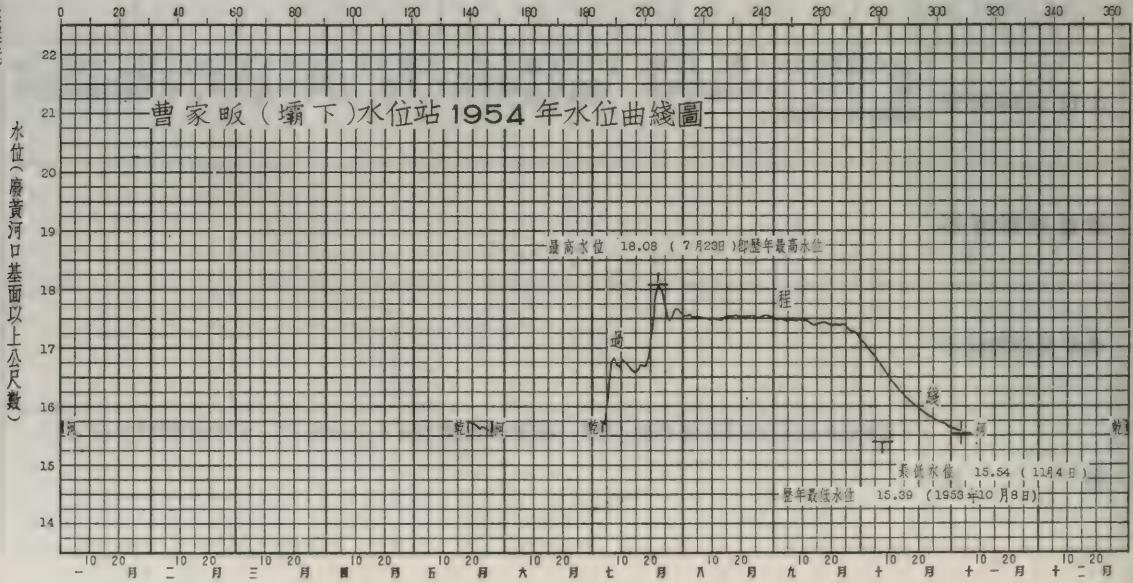 0 20 40 60 80 100 120 140 160 180 200 220 240 260 280 300 320 340 360
曹家畈(壩下)水位站1954年水位曲綫圖
水位(廢黃河口基面以上公尺數)
22
21
20
19
18
17
16
15
14
最高水位 18.08 (7月23日)即歷年最高水位
程
過
綫
河 乾 河 乾 河 乾
最低水位 15.54 (11月4日)
歷年最低水位 15.39 (1953年10月8日)
10 20 10 20 10 20 10 20 10 20 10 20 10 20 10 20 10 20 10 20 10 20 10 20
一月 二月 三月 四月 五月 六月 七月 八月 九月 十月 十一月 十二月